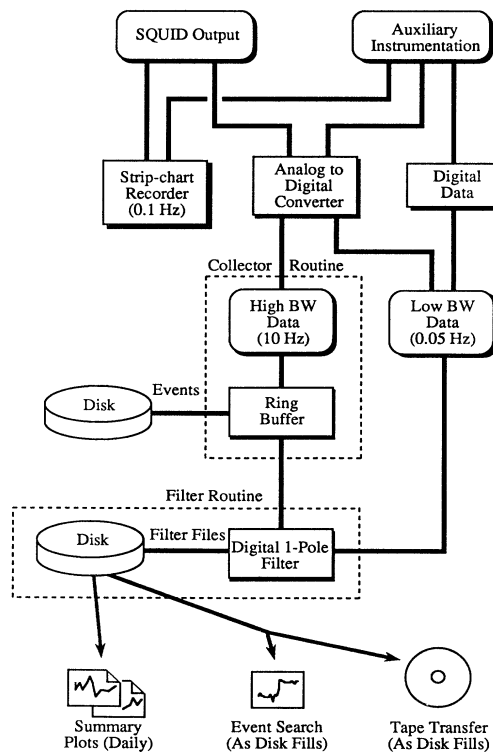 SQUID Output
Auxiliary
Instrumentation
Strip-chart
Recorder
(0.1 Hz)
Analog to
Digital
Converter
Digital
Data
Collector Routine
High BW
Data
(10 Hz)
Low BW
Data
(0.05 Hz)
Events
Disk
Ring
Buffer
Filter Routine
Disk
Filter Files
Digital 1-Pole
Filter
Summary
Plots (Daily)
Event Search
(As Disk Fills)
Tape Transfer
(As Disk Fills)